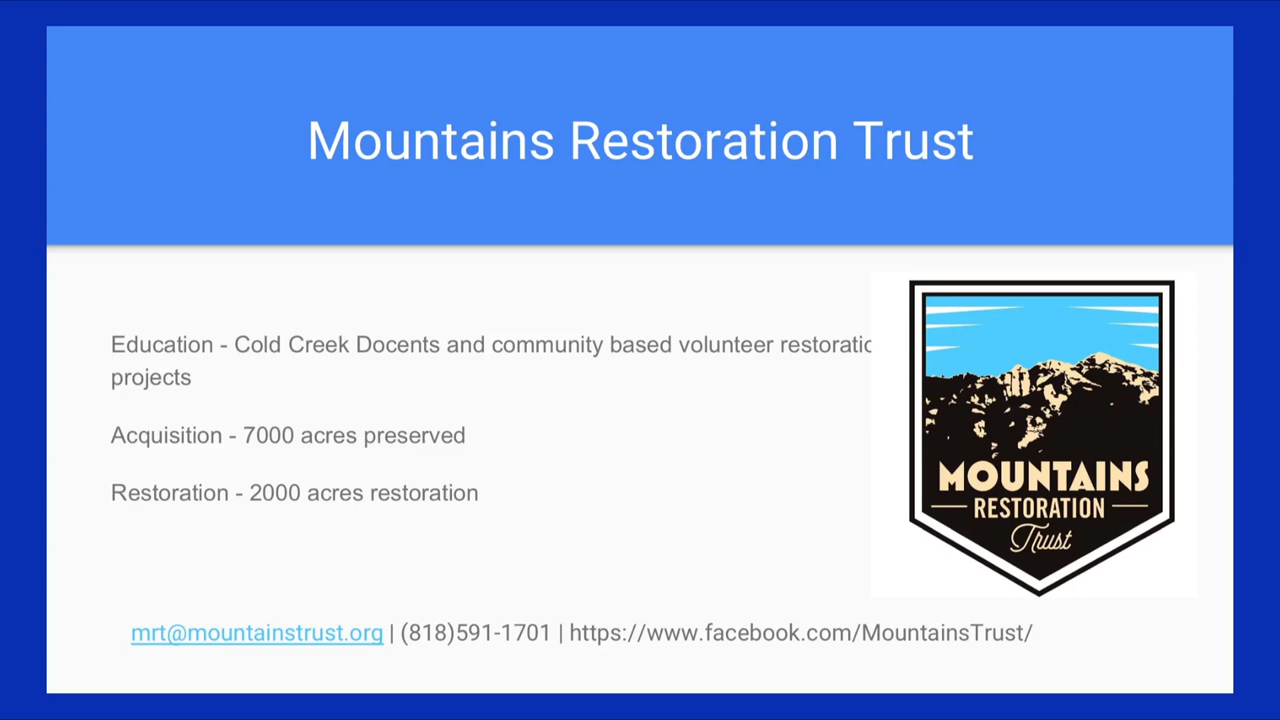 Mountains Restoration Trust
Education - Cold Creek Docents and community based volunteer restoratio
projects
Acquisition - 7000 acres preserved
Restoration - 2000 acres restoration
MOUNTAINS
RESTORATION
Trust
mrt@mountainstrust.org | (818)591-1701 | https://www.facebook.com/MountainsTrust/